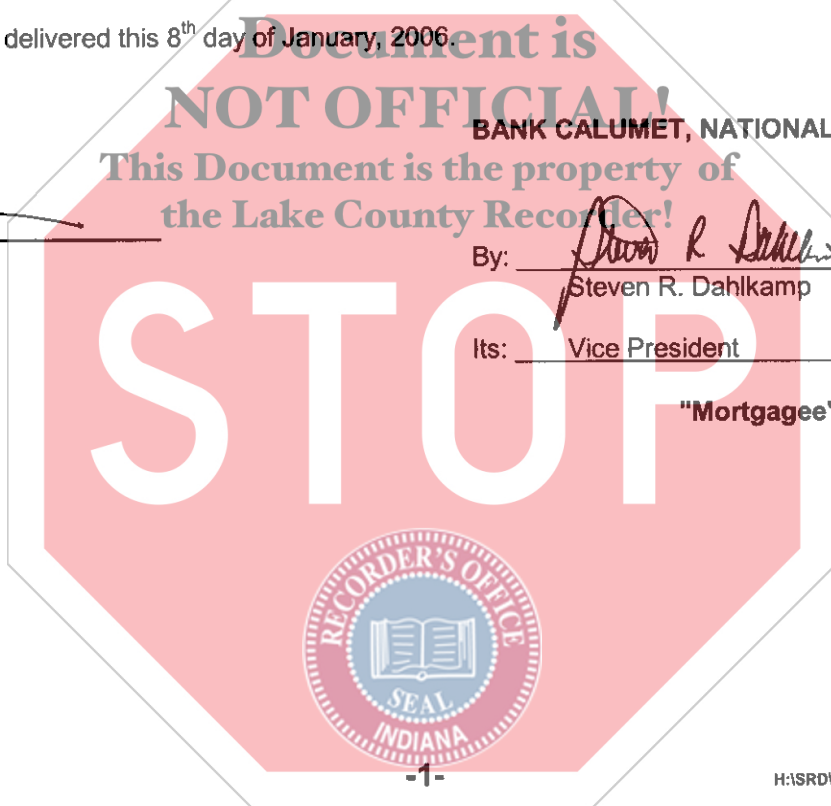 delivered this 8th day of January, 2006.
Document is
NOT OFFICIAL!
BANK CALUMET, NATIONAL
This Document is the property of
the Lake County Recorder!
By: Steven R Dahlk
Steven R. Dahlkamp
Its: Vice President
"Mortgagee"
STOP
RECORDER'S OFFICE
SEAL
INDIANA
-1-
H:\SRD\